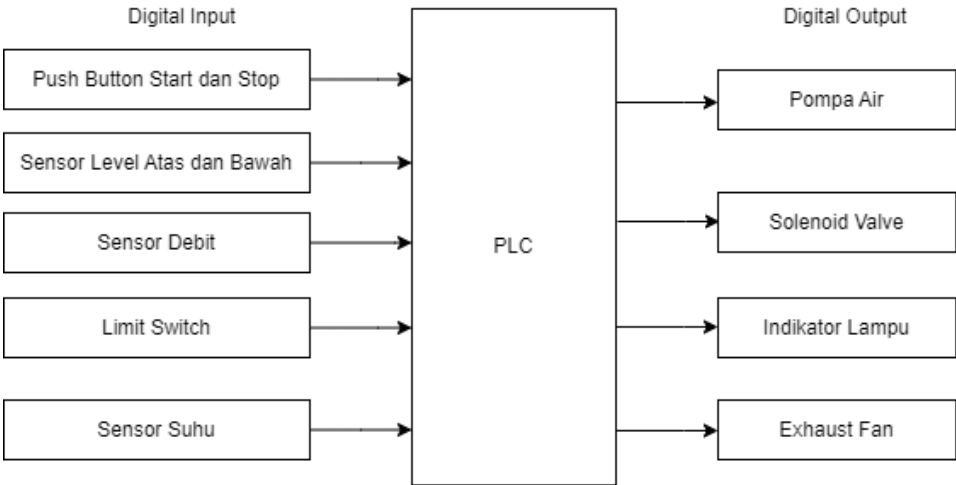 Digital Input
Digital Output
Push Button Start dan Stop
Sensor Level Atas dan Bawah
Sensor Debit
Limit Switch
Sensor Suhu
PLC
Pompa Air
Solenoid Valve
Indikator Lampu
Exhaust Fan